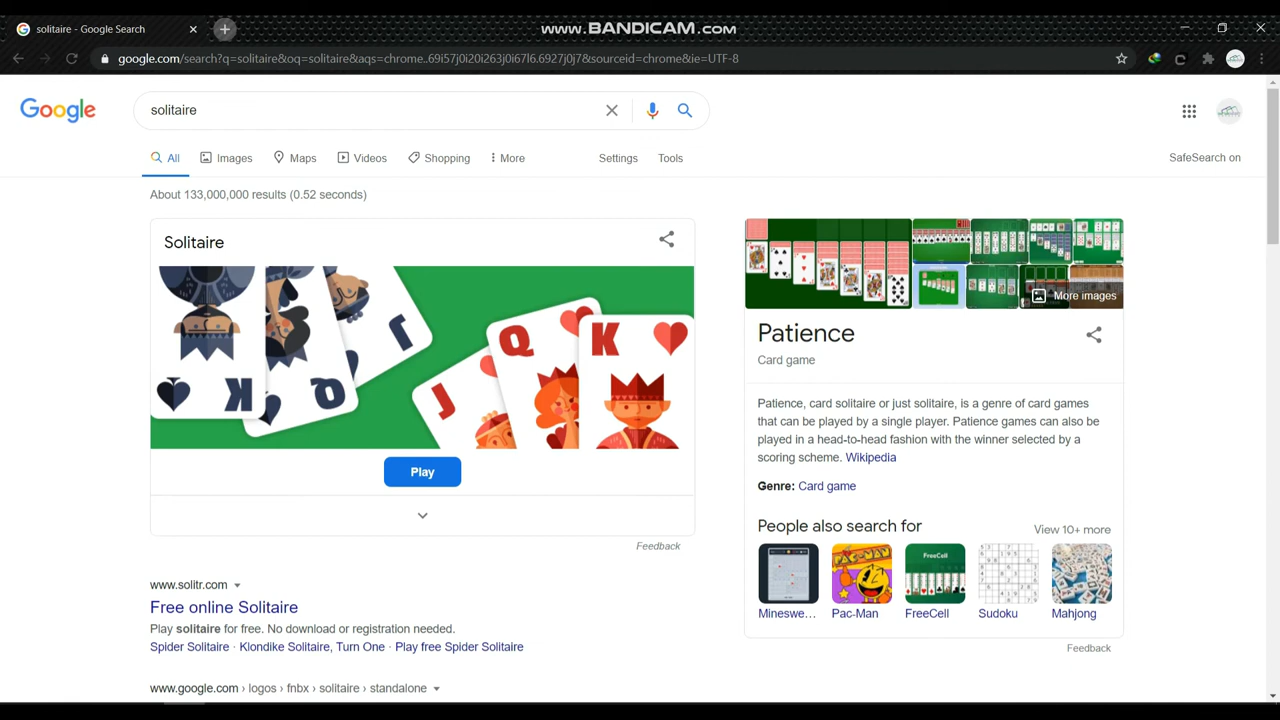 solitaire - Google Search
www.BANDICAM.com
google.com/search?q=solitaire&oq=solitaire&aqs=chrome..69i57j0i20i263j0i67l6.6927j0j7&sourceid=chrome&ie=UTF-8
Google
solitaire
All
Images
Maps
Videos
Shopping
More
Settings
Tools
SafeSearch on
About 133,000,000 results (0.52 seconds)
Solitaire
K
Q
J
J
Q
K
Play
Feedback
www.solitr.com
Free online Solitaire
Play solitaire for free. No download or registration needed.
Spider Solitaire · Klondike Solitaire, Turn One · Play free Spider Solitaire
www.google.com › logos › fnbx › solitaire › standalone
More images
Patience
Card game
Patience, card solitaire or just solitaire, is a genre of card games
that can be played by a single player. Patience games can also be
played in a head-to-head fashion with the winner selected by a
scoring scheme. Wikipedia
Genre: Card game
People also search for
View 10+ more
PAC-MAN
FreeCell
Mineswe...
Pac-Man
FreeCell
Sudoku
Mahjong
Feedback